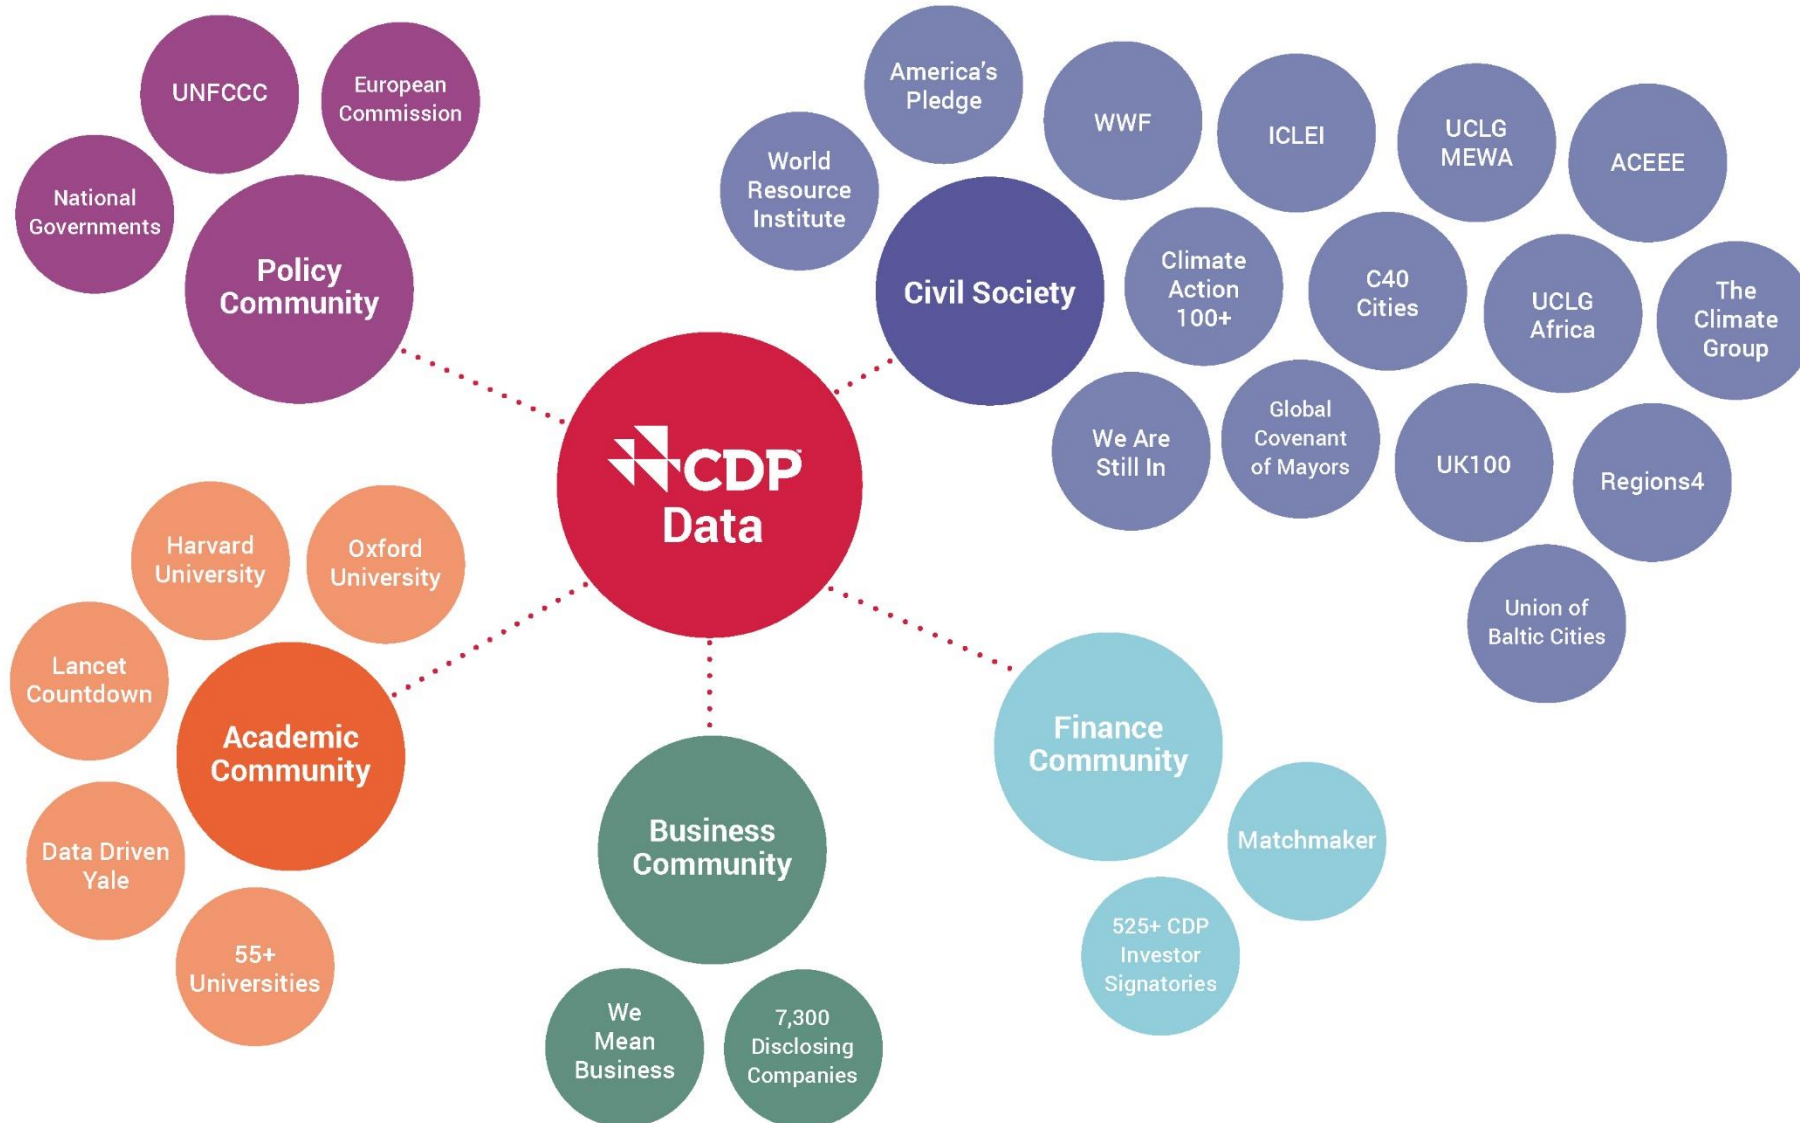 UNFCCC
European
Commission
National
Governments
Policy
Community
America's
Pledge
WWF
ICLEI
UCLG
MEWA
ACEEE
World
Resource
Institute
Civil Society
Climate
Action
100+
C40
Cities
UCLG
Africa
The
Climate
Group
We Are
Still In
Global
Covenant
of Mayors
UK100
Regions4
Union of
Baltic Cities
CDP
Data
Harvard
University
Oxford
University
Lancet
Countdown
Academic
Community
Data Driven
Yale
55+
Universities
Business
Community
We
Mean
Business
7,300
Disclosing
Companies
Finance
Community
Matchmaker
525+ CDP
Investor
Signatories